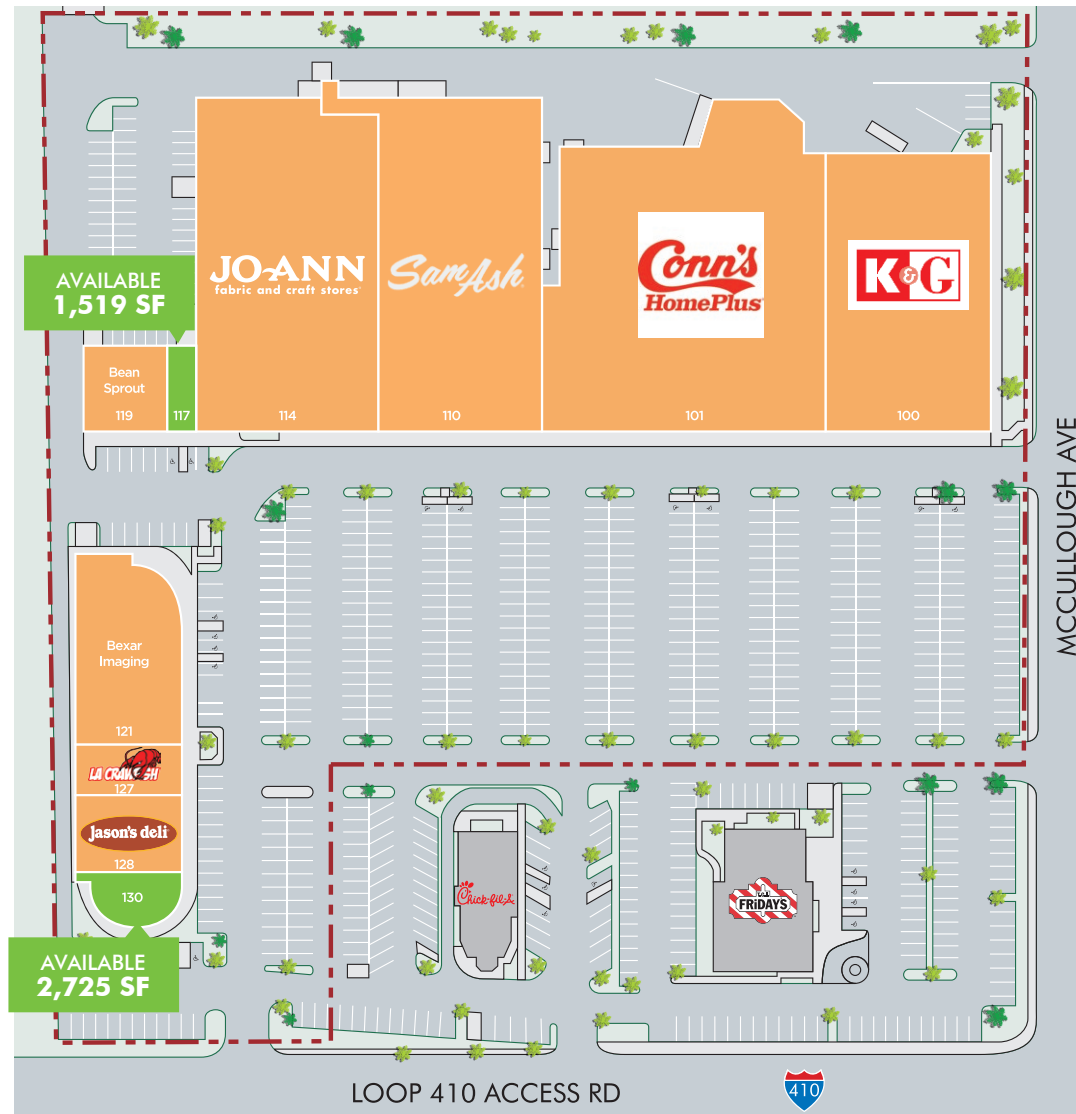 AVAILABLE
1,519 SF
JO-ANN
fabric and craft stores
Sam Ash
Conn's
HomePlus
K&G
Bean
Sprout
119
117
114
110
101
100
MCCULLOUGH AVE
Bexar
Imaging
121
LA CRAWFISH
127
Jason's deli
128
130
AVAILABLE
2,725 SF
Chick-fil-A
FRiDAYS
LOOP 410 ACCESS RD
410